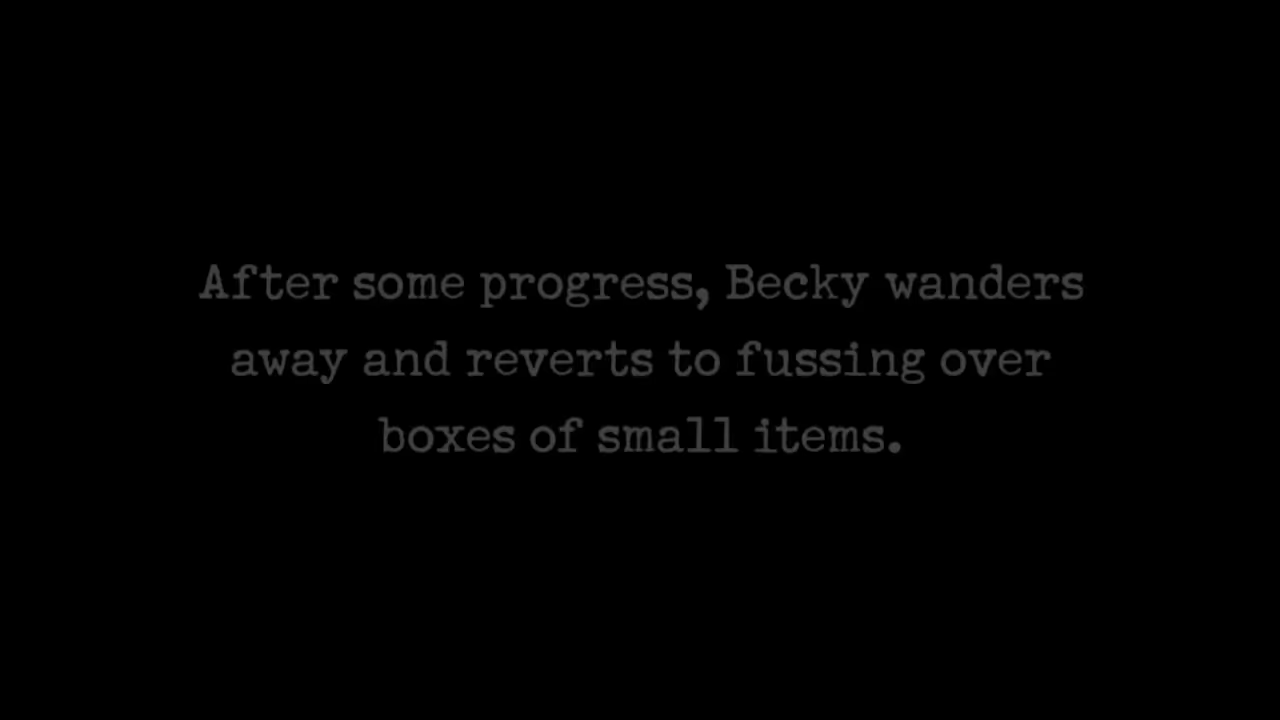 After some progress, Becky wanders
away and reverts to fussing over
boxes of small items.